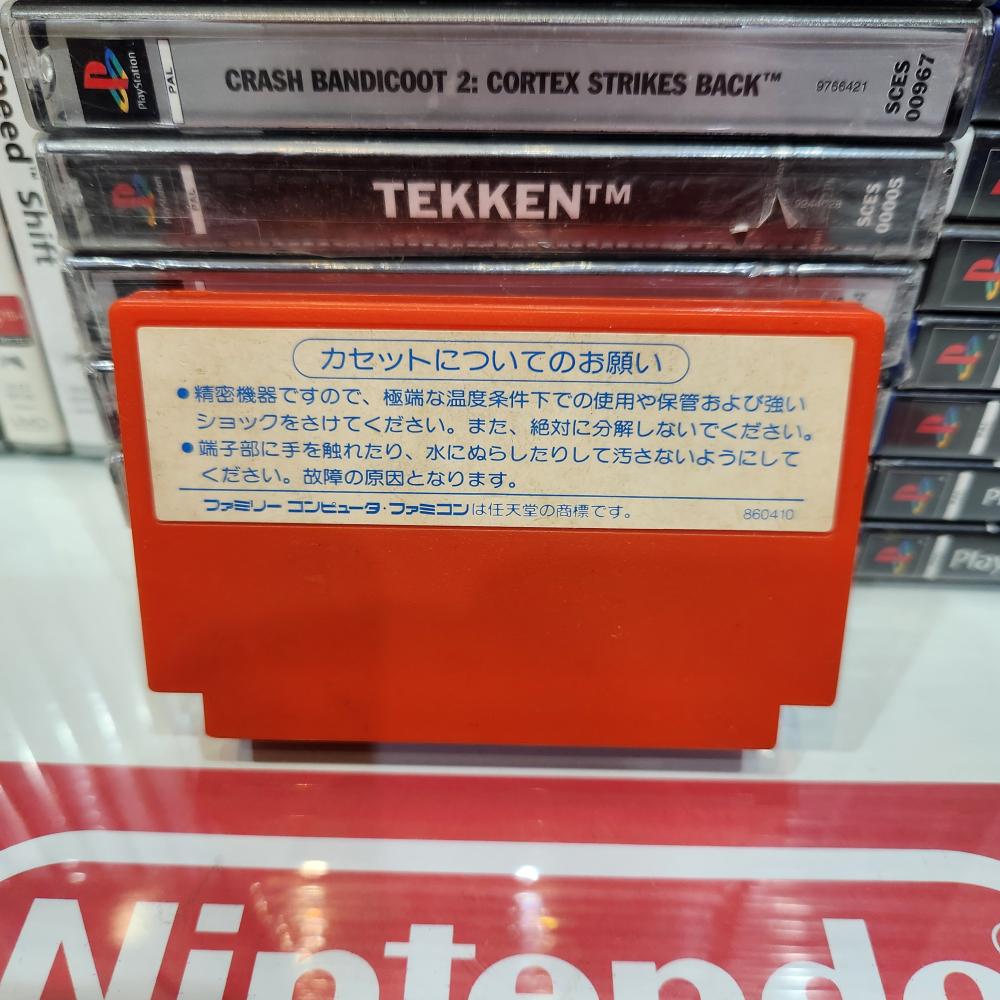 PlayStation
PAL
CRASH BANDICOOT 2: CORTEX STRIKES BACK™
9766421
SCES
00967
TEKKEN™
SCES
00005
Speed™ Shift
カセットについてのお願い
●精密機器ですので、極端な温度条件下での使用や保管および強い
ショックをさけてください。また、絶対に分解しないでください。
●端子部に手を触れたり、水にぬらしたりして汚さないようにして
ください。故障の原因となります。
ファミリー コンピュータ・ファミコンは任天堂の商標です。
860410
Nintendo